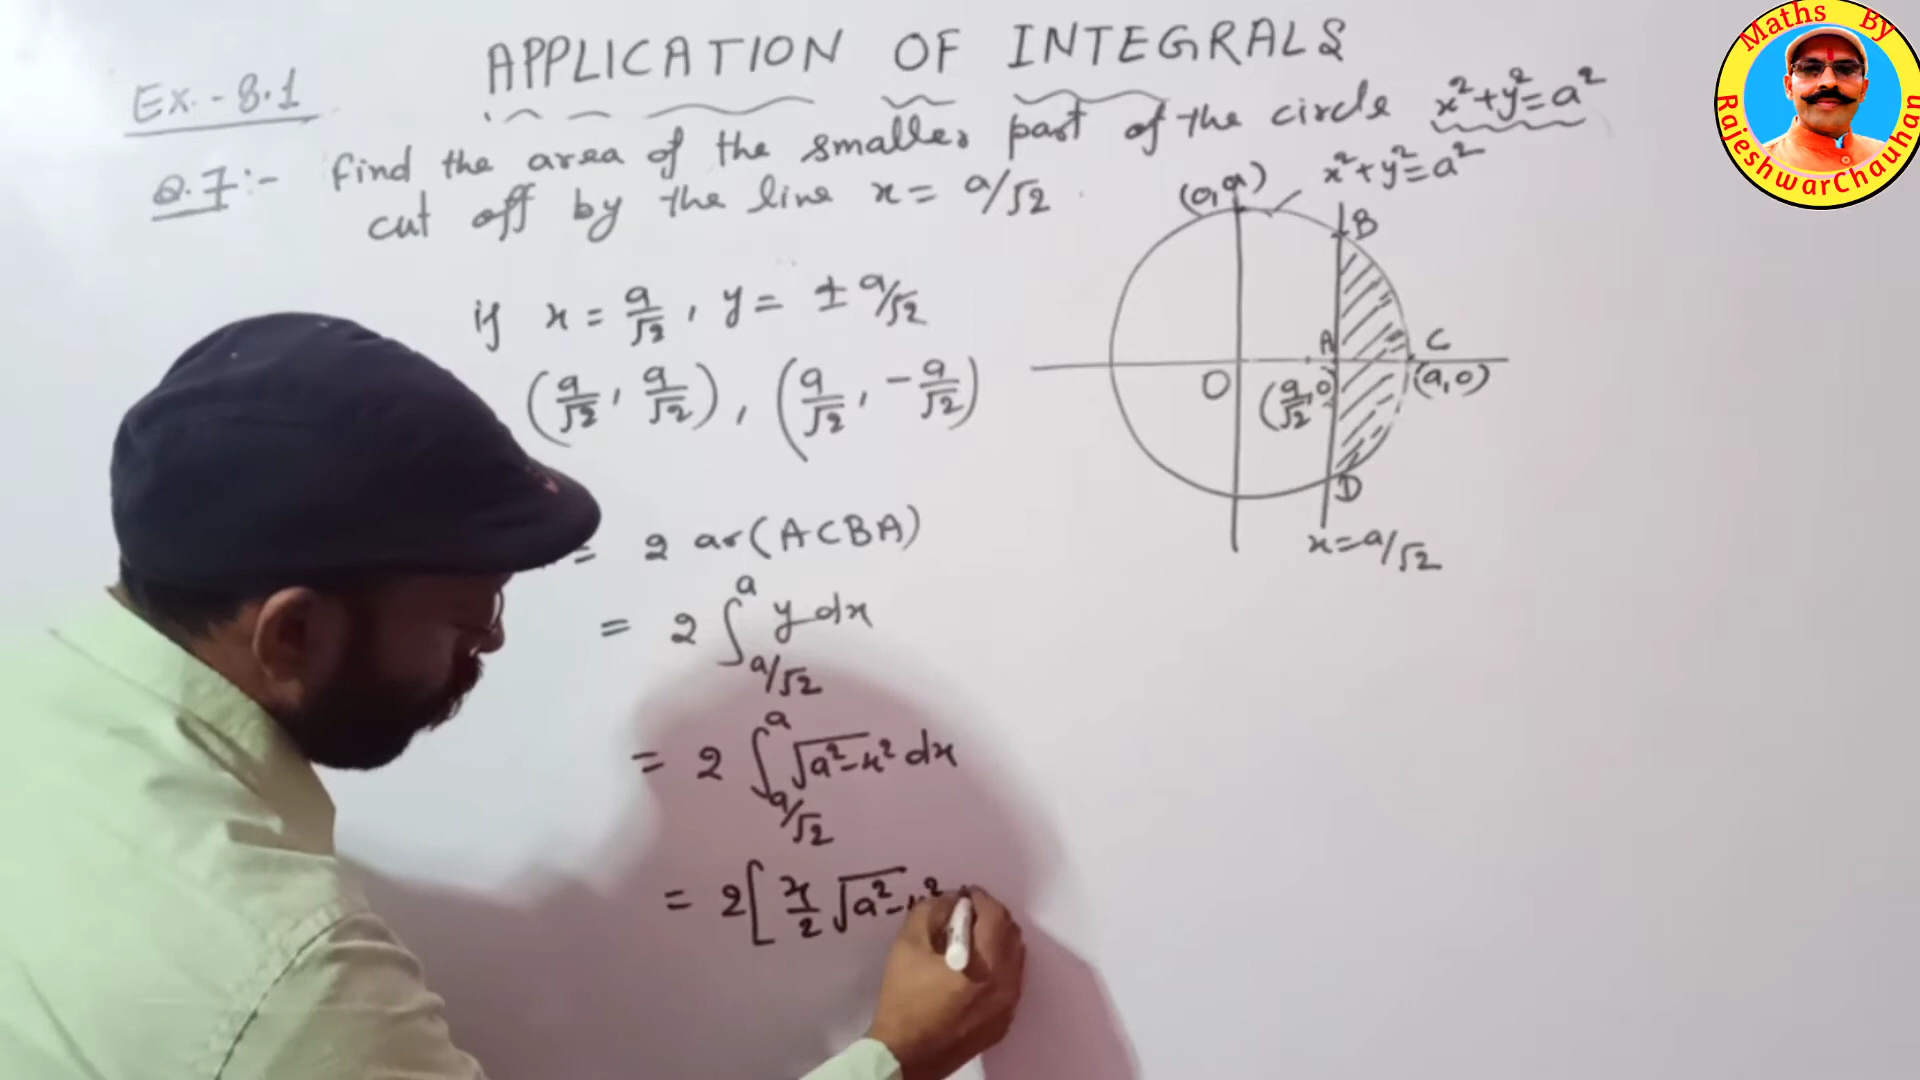 APPLICATION OF INTEGRALS
Ex.-8.1
Q.7:- Find the area of the smaller part of the circle x²+y²=a²
cut off by the line x= a/√2
if x = a/√2 , y = ± a/√2
(a/√2, a/√2), (a/√2, -a/√2)
= 2 ar(ACBA)
= 2 ∫_{a/√2}^{a} y dx
= 2 ∫_{a/√2}^{a} √a²-x² dx
= 2[ x/2 √a²-x²
(0,a)
x²+y²=a²
B
A
C
O
(a/√2, 0)
(a,0)
D
x=a/√2
Maths By
RajeshwarChauhan